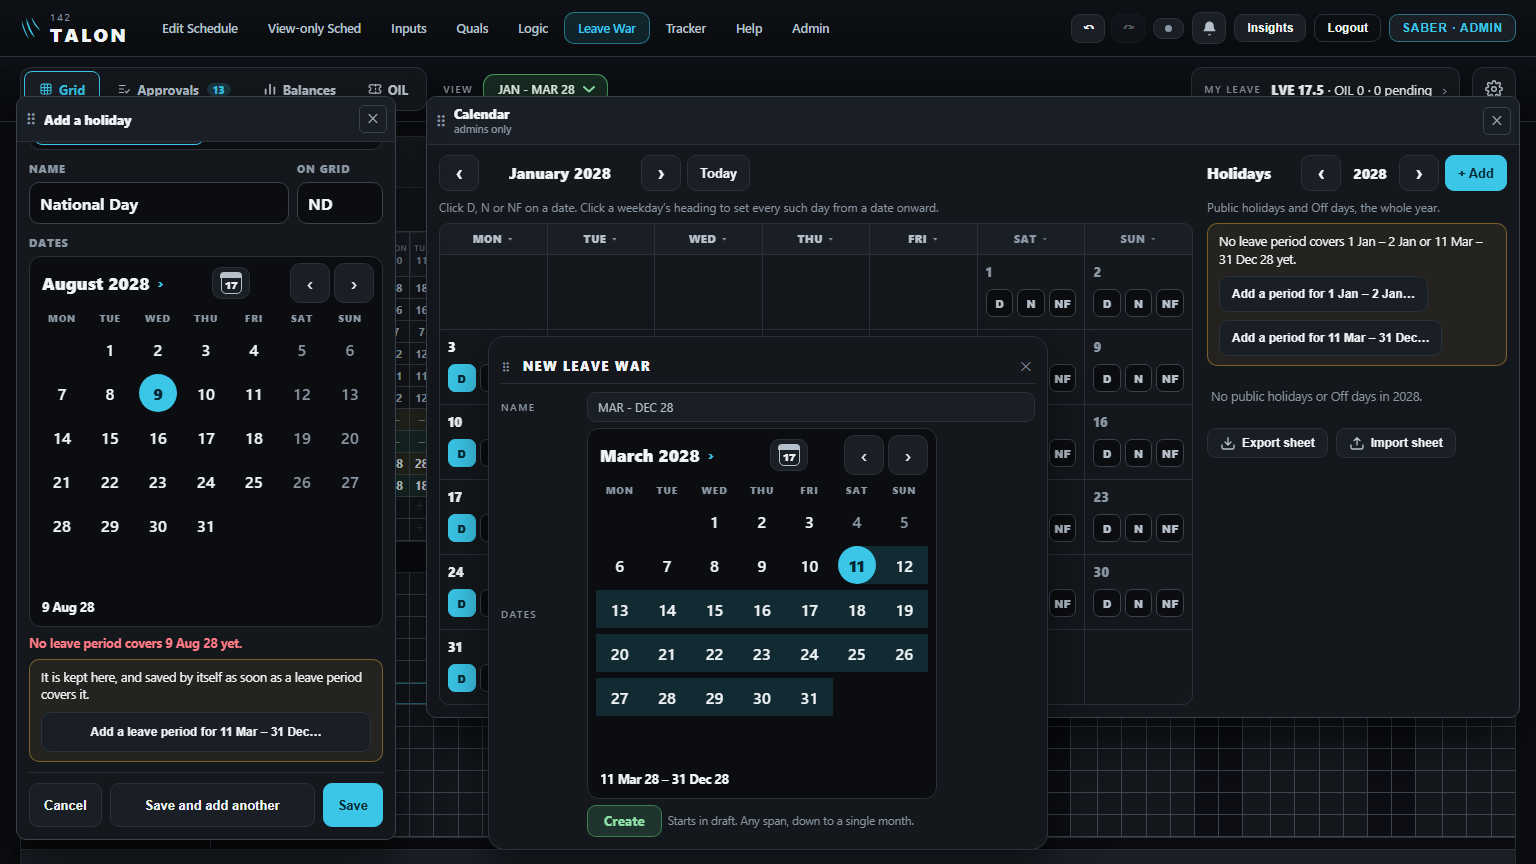 142
TALON
Edit Schedule
View-only Sched
Inputs
Quals
Logic
Leave War
Tracker
Help
Admin
Insights
Logout
SABER · ADMIN
Grid
Approvals 13
Balances
OIL
VIEW
JAN - MAR 28
MY LEAVE LVE 17.5 · OIL 0 · 0 pending ›
Add a holiday
NAME
ON GRID
National Day
ND
DATES
August 2028 ›
17
‹ ›
MON TUE WED THU FRI SAT SUN
1 2 3 4 5 6
7 8 9 10 11 12 13
14 15 16 17 18 19 20
21 22 23 24 25 26 27
28 29 30 31
9 Aug 28
No leave period covers 9 Aug 28 yet.
It is kept here, and saved by itself as soon as a leave period
covers it.
Add a leave period for 11 Mar – 31 Dec...
Cancel
Save and add another
Save
Calendar
admins only
‹ January 2028 › Today
Click D, N or NF on a date. Click a weekday's heading to set every such day from a date onward.
MON TUE WED THU FRI SAT SUN
1 2
D N NF D N NF
3 9
D NF D N NF
10 16
D NF D N NF
17 23
D NF D N NF
24 30
D NF D N NF
31
D
Holidays ‹ 2028 › + Add
Public holidays and Off days, the whole year.
No leave period covers 1 Jan – 2 Jan or 11 Mar –
31 Dec 28 yet.
Add a period for 1 Jan – 2 Jan...
Add a period for 11 Mar – 31 Dec...
No public holidays or Off days in 2028.
Export sheet
Import sheet
NEW LEAVE WAR
NAME
MAR - DEC 28
DATES
March 2028 ›
17
‹ ›
MON TUE WED THU FRI SAT SUN
1 2 3 4 5
6 7 8 9 10 11 12
13 14 15 16 17 18 19
20 21 22 23 24 25 26
27 28 29 30 31
11 Mar 28 – 31 Dec 28
Create
Starts in draft. Any span, down to a single month.